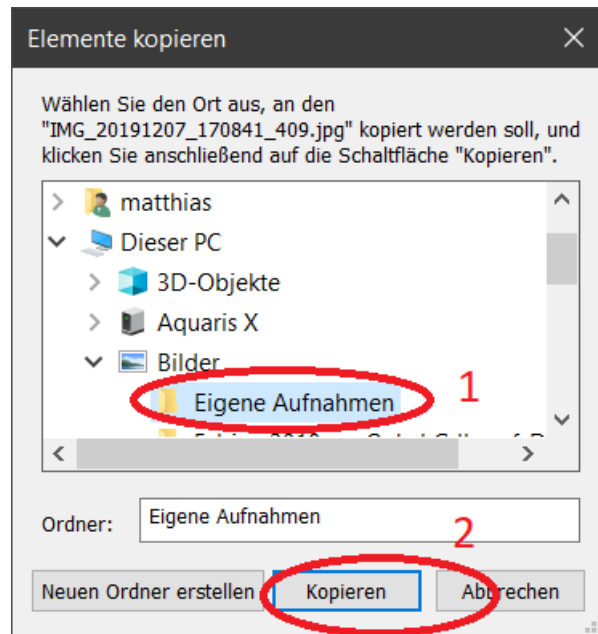 Elemente kopieren
Wählen Sie den Ort aus, an den
"IMG_20191207_170841_409.jpg" kopiert werden soll, und
klicken Sie anschließend auf die Schaltfläche "Kopieren".
matthias
Dieser PC
3D-Objekte
Aquaris X
Bilder
Eigene Aufnahmen
1
Ordner:
Eigene Aufnahmen
2
Neuen Ordner erstellen
Kopieren
Abbrechen